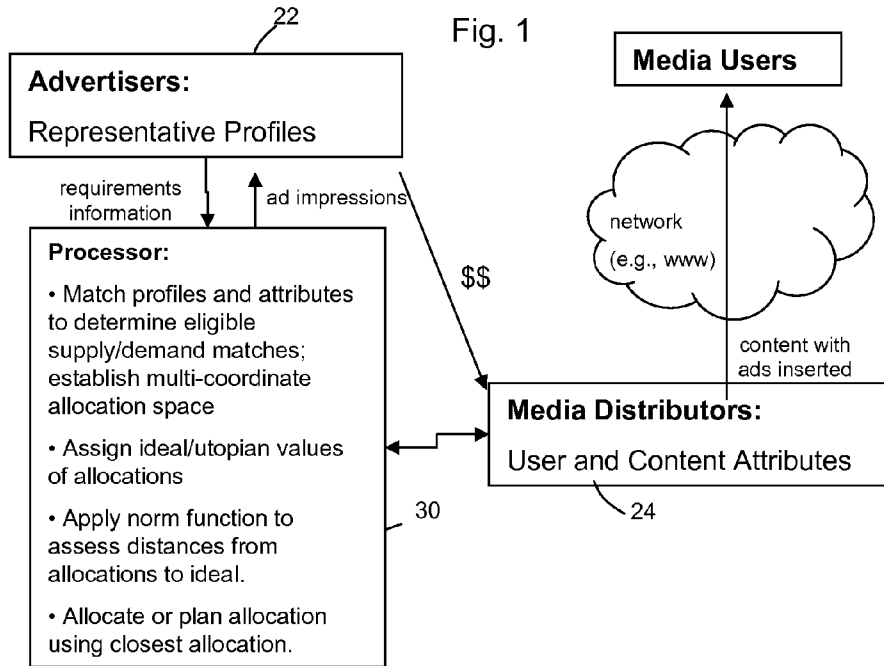 22
Fig. 1
Advertisers:
Representative Profiles
Media Users
requirements
information
ad impressions
network
(e.g., www)
$$
Processor:
• Match profiles and attributes
to determine eligible
supply/demand matches;
establish multi-coordinate
allocation space
• Assign ideal/utopian values
of allocations
• Apply norm function to
assess distances from
allocations to ideal.
• Allocate or plan allocation
using closest allocation.
30
content with
ads inserted
Media Distributors:
User and Content Attributes
24